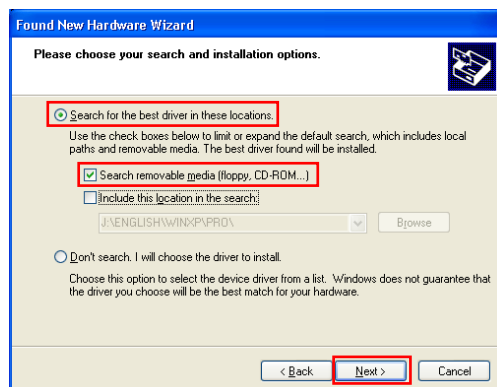 Found New Hardware Wizard
Please choose your search and installation options.
Search for the best driver in these locations.
Use the check boxes below to limit or expand the default search, which includes local
paths and removable media. The best driver found will be installed.
Search removable media (floppy, CD-ROM...)
Include this location in the search:
J:\ENGLISH\WINXP\PRO\
Browse
Don't search. I will choose the driver to install.
Choose this option to select the device driver from a list. Windows does not guarantee that
the driver you choose will be the best match for your hardware.
< Back
Next >
Cancel